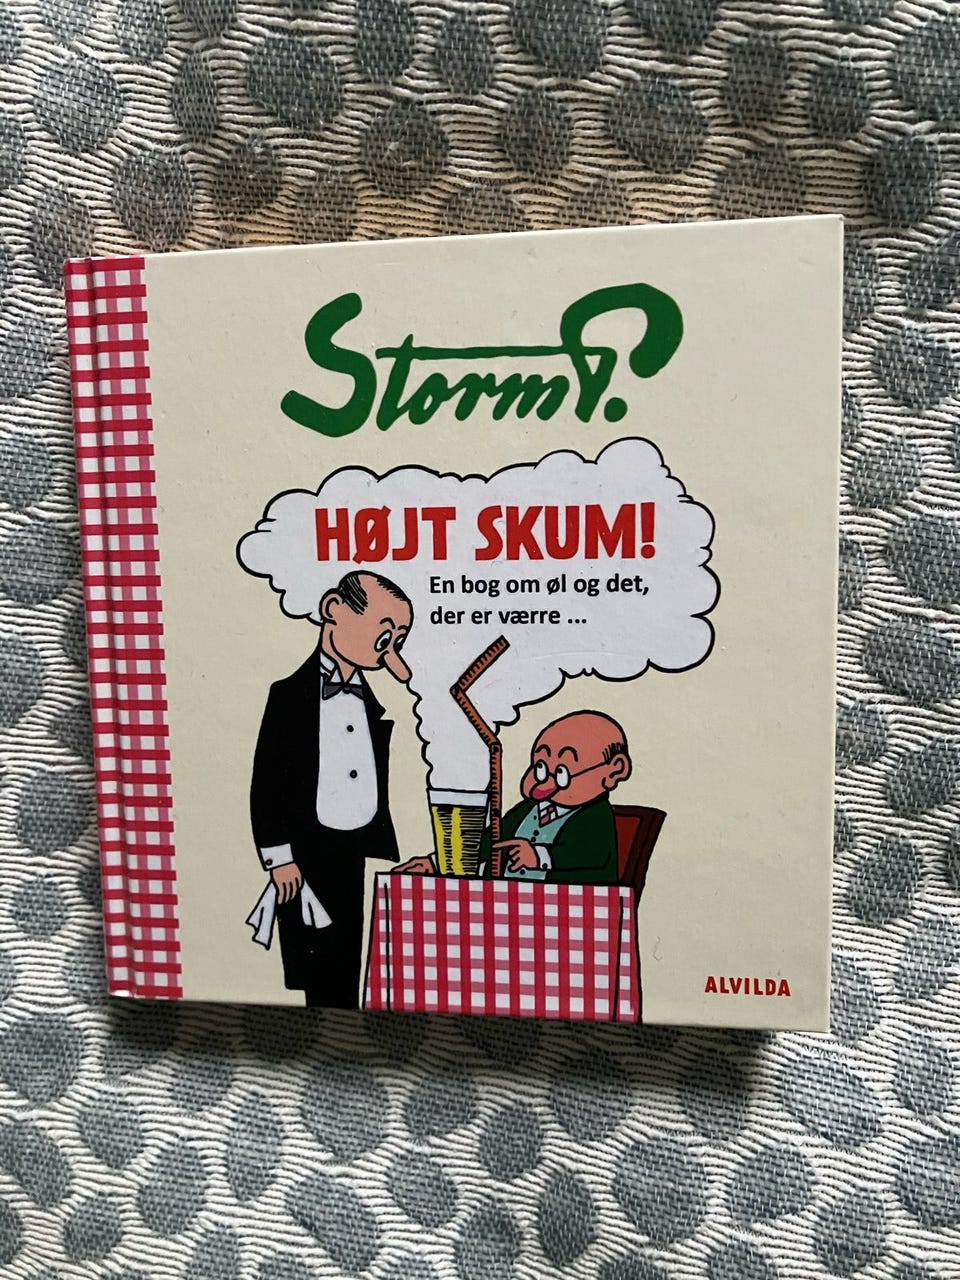 Storm P.
HØJT SKUM!
En bog om øl og det,
der er værre ...
ALVILDA